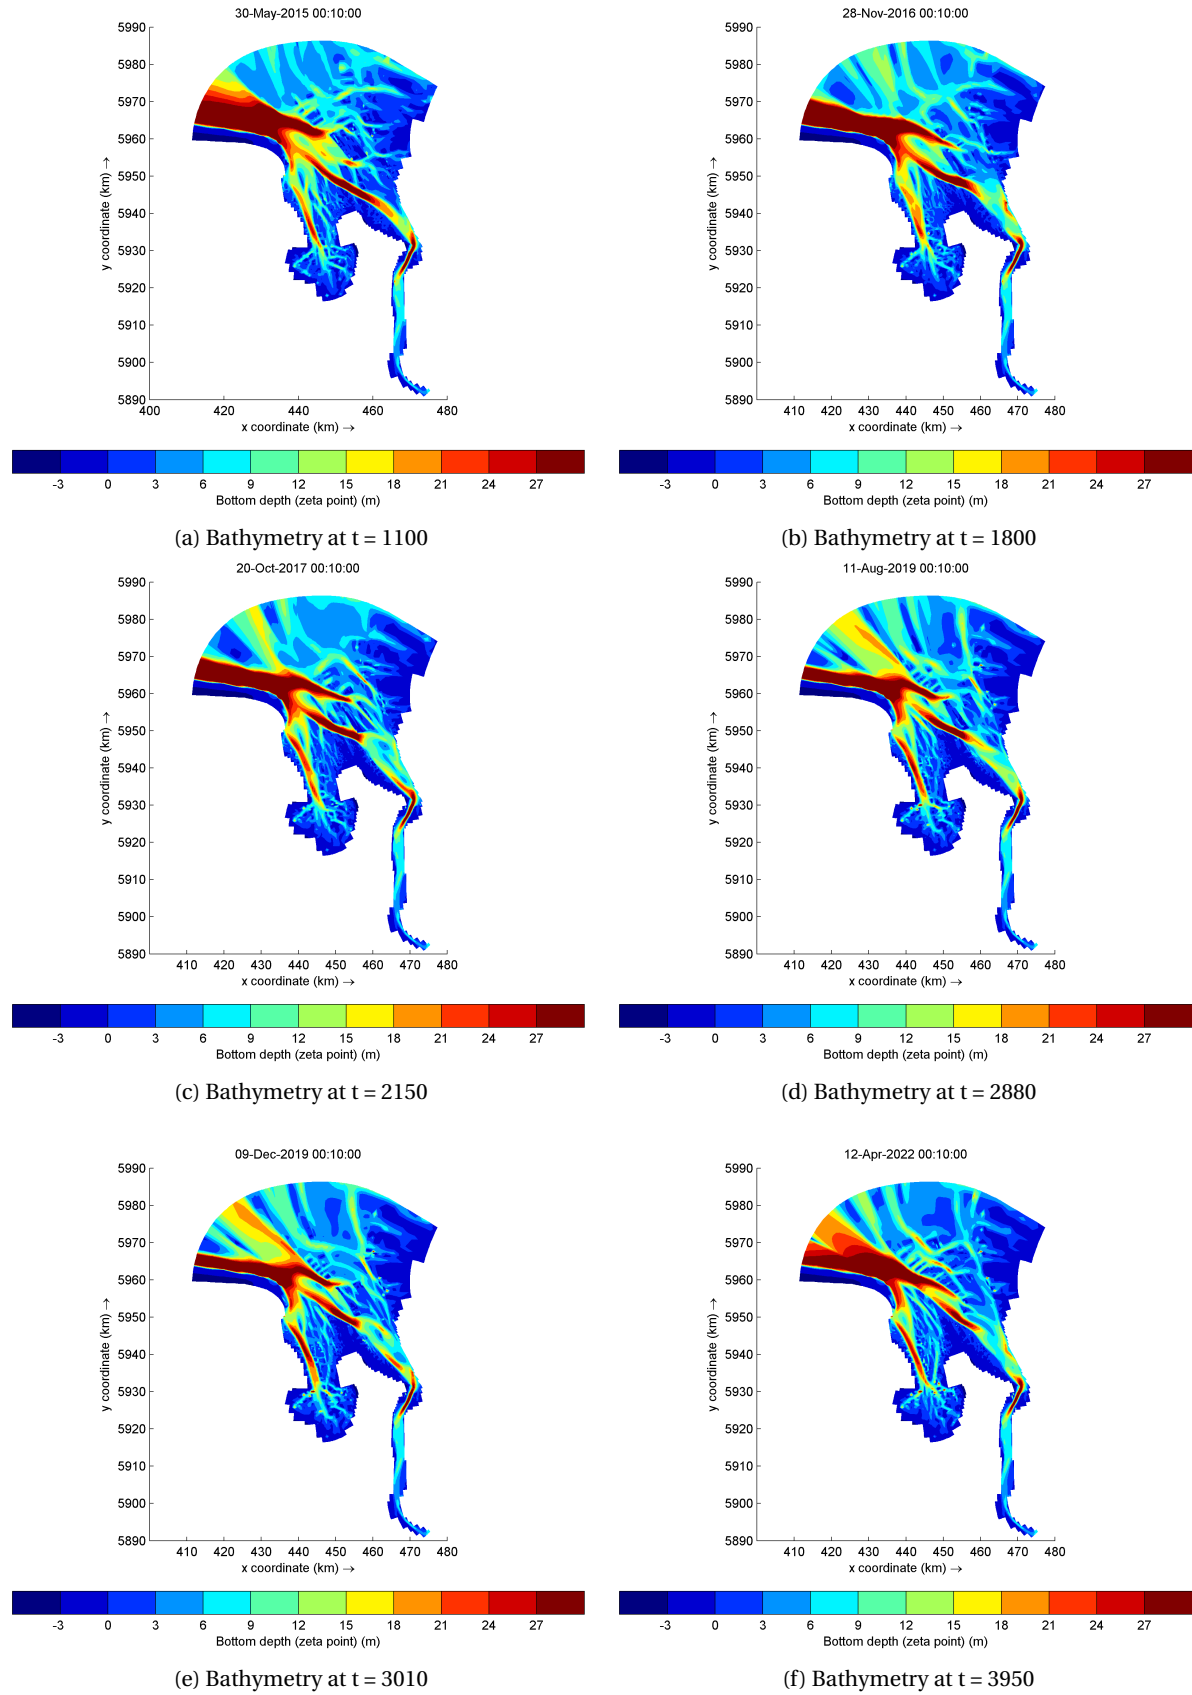 30-May-2015 00:10:00
5990
5980
5970
5960
5950
5940
5930
5920
5910
5900
5890
y coordinate (km) →
400 420 440 460 480
x coordinate (km) →
-3 0 3 6 9 12 15 18 21 24 27
Bottom depth (zeta point) (m)
(a) Bathymetry at t = 1100
28-Nov-2016 00:10:00
5990
5980
5970
5960
5950
5940
5930
5920
5910
5900
5890
y coordinate (km) →
410 420 430 440 450 460 470 480
x coordinate (km) →
-3 0 3 6 9 12 15 18 21 24 27
Bottom depth (zeta point) (m)
(b) Bathymetry at t = 1800
20-Oct-2017 00:10:00
5990
5980
5970
5960
5950
5940
5930
5920
5910
5900
5890
y coordinate (km) →
410 420 430 440 450 460 470 480
x coordinate (km) →
-3 0 3 6 9 12 15 18 21 24 27
Bottom depth (zeta point) (m)
(c) Bathymetry at t = 2150
11-Aug-2019 00:10:00
5990
5980
5970
5960
5950
5940
5930
5920
5910
5900
5890
y coordinate (km) →
410 420 430 440 450 460 470 480
x coordinate (km) →
-3 0 3 6 9 12 15 18 21 24 27
Bottom depth (zeta point) (m)
(d) Bathymetry at t = 2880
09-Dec-2019 00:10:00
5990
5980
5970
5960
5950
5940
5930
5920
5910
5900
5890
y coordinate (km) →
410 420 430 440 450 460 470 480
x coordinate (km) →
-3 0 3 6 9 12 15 18 21 24 27
Bottom depth (zeta point) (m)
(e) Bathymetry at t = 3010
12-Apr-2022 00:10:00
5990
5980
5970
5960
5950
5940
5930
5920
5910
5900
5890
y coordinate (km) →
410 420 430 440 450 460 470 480
x coordinate (km) →
-3 0 3 6 9 12 15 18 21 24 27
Bottom depth (zeta point) (m)
(f) Bathymetry at t = 3950